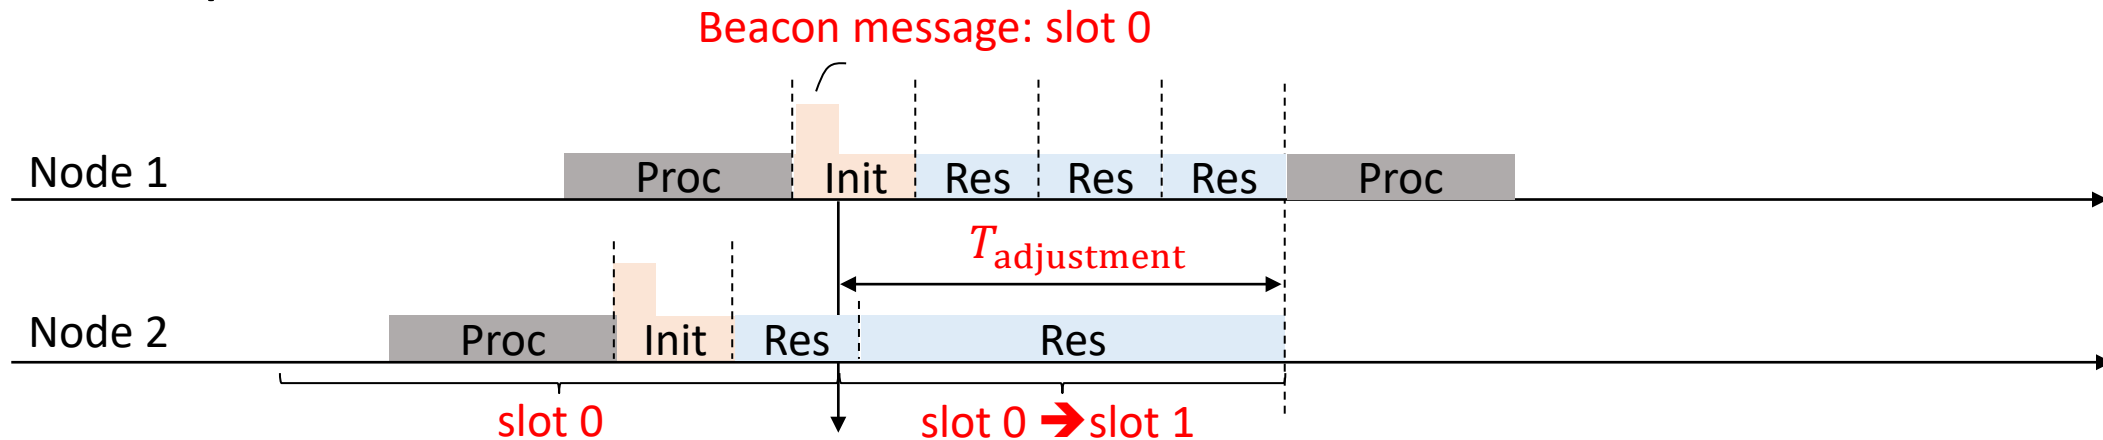 Beacon message: slot 0
Node 1
Proc Init Res Res Res Proc
T_adjustment
Node 2
Proc Init Res Res
slot 0
slot 0 ➔ slot 1